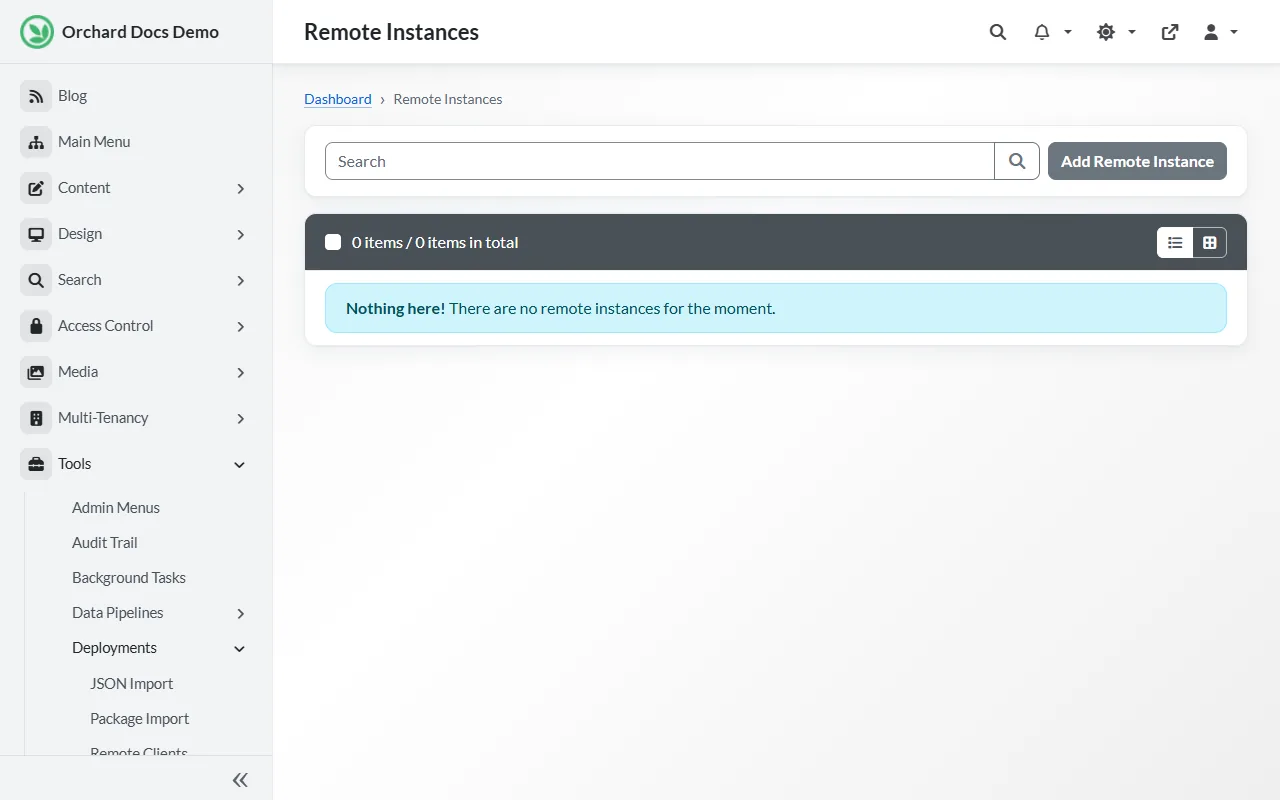 Orchard Docs Demo
Remote Instances
Blog
Main Menu
Content
Design
Search
Access Control
Media
Multi-Tenancy
Tools
Admin Menus
Audit Trail
Background Tasks
Data Pipelines
Deployments
JSON Import
Package Import
Remote Clients
Dashboard › Remote Instances
Search
Add Remote Instance
0 items / 0 items in total
Nothing here! There are no remote instances for the moment.